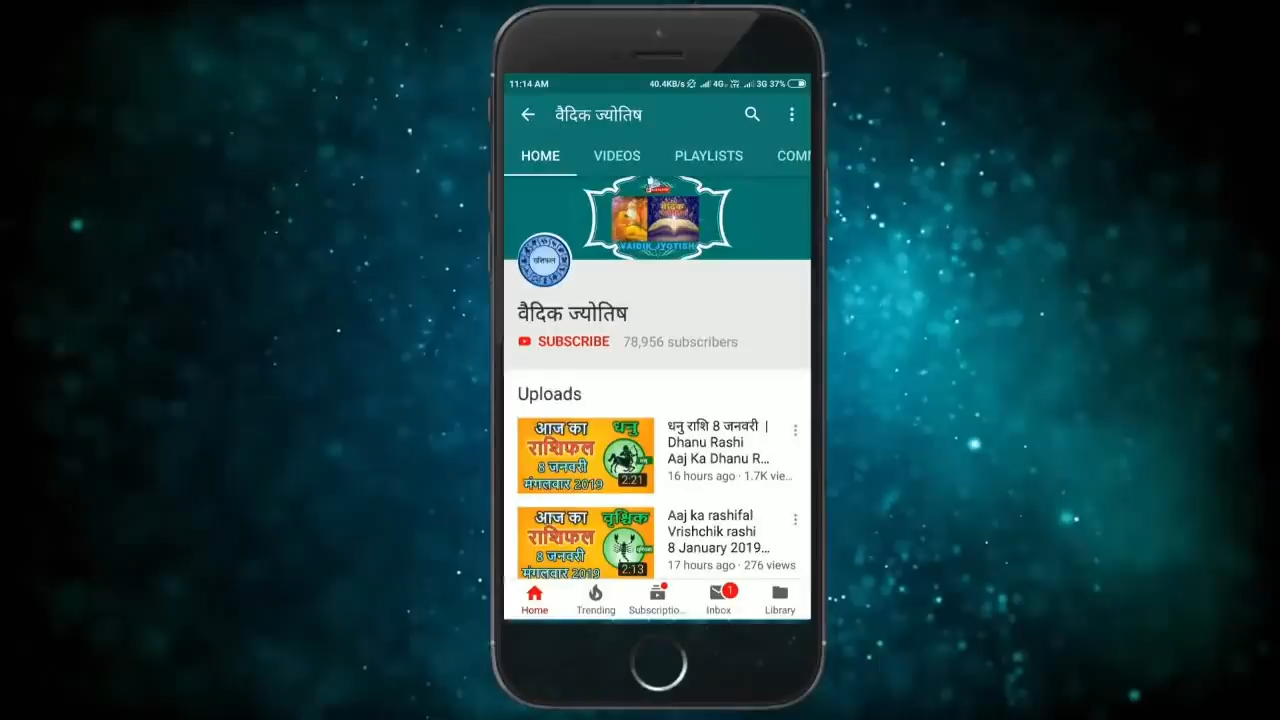 11:14 AM
40.4KB/s 4G 3G 37%
वैदिक ज्योतिष
HOME VIDEOS PLAYLISTS COM
वैदिक
VAIDIK JYOTISH
राशिफल
वैदिक ज्योतिष
SUBSCRIBE 78,956 subscribers
Uploads
आज का धनु
राशिफल
8 जनवरी
मंगलवार 2019
2:21
धनु राशि 8 जनवरी |
Dhanu Rashi
Aaj Ka Dhanu R...
16 hours ago · 1.7K vie...
आज का वृश्चिक
राशिफल
8 जनवरी
मंगलवार 2019
2:13
Aaj ka rashifal
Vrishchik rashi
8 January 2019...
17 hours ago · 276 views
1
Home Trending Subscriptio... Inbox Library